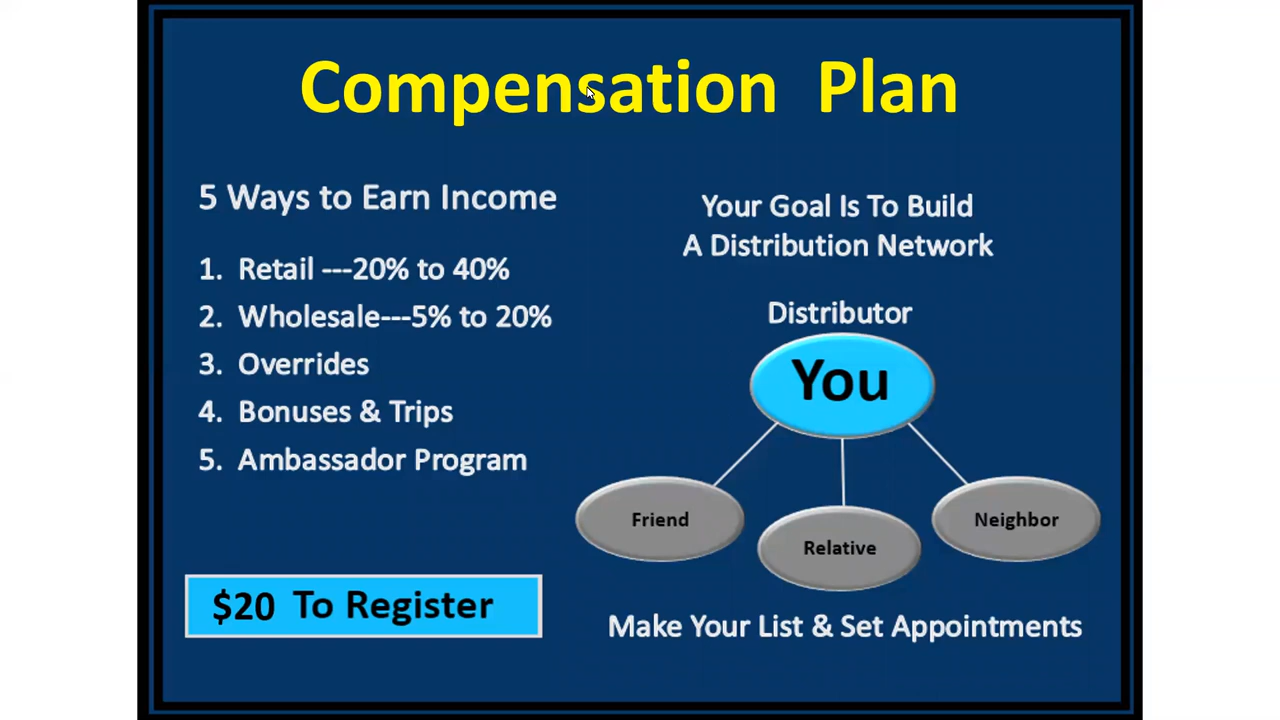 Compensation Plan
5 Ways to Earn Income
1. Retail ---20% to 40%
2. Wholesale---5% to 20%
3. Overrides
4. Bonuses & Trips
5. Ambassador Program
$20 To Register
Your Goal Is To Build
A Distribution Network
Distributor
You
Friend
Relative
Neighbor
Make Your List & Set Appointments